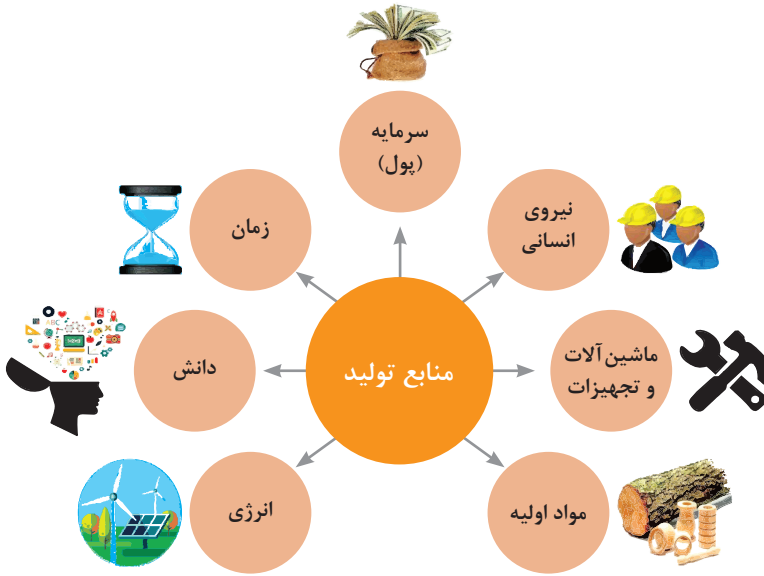 سرمایه
(پول)
نیروی
انسانی
زمان
ماشین‌آلات
و تجهیزات
منابع تولید
دانش
مواد اولیه
انرژی